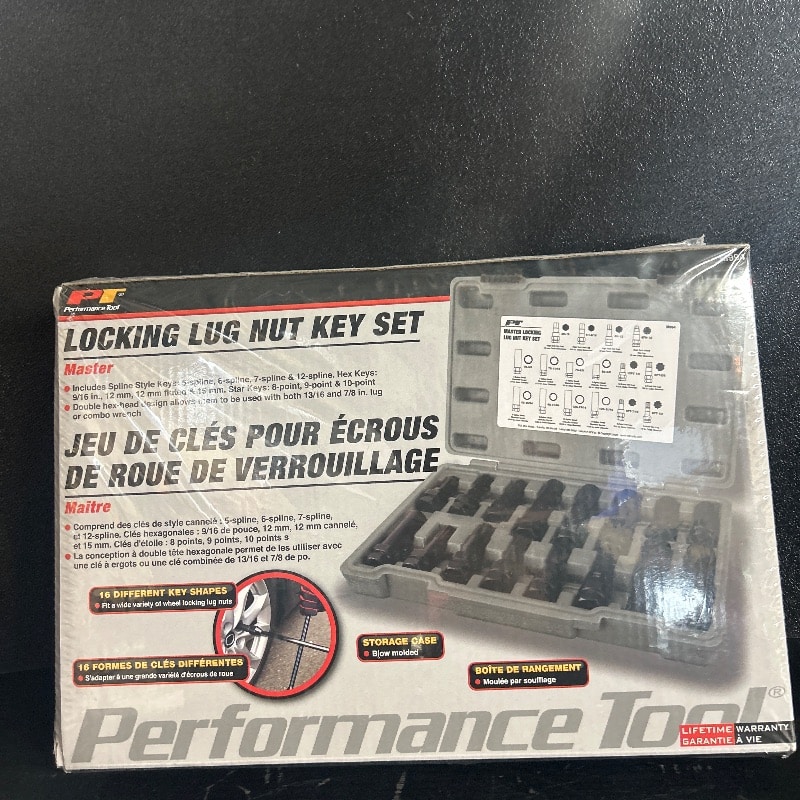 PT
Performance Tool
LOCKING LUG NUT KEY SET
Master
Includes Spline Style Keys: 5-spline, 6-spline, 7-spline & 12-spline, Hex Keys:
9/16 in., 12 mm, 12 mm fluted & 15 mm, Star Keys: 8-point, 9-point & 10-point
Double hex-head design allows them to be used with both 13/16 and 7/8 in. lug
or combo wrench
JEU DE CLÉS POUR ÉCROUS
DE ROUE DE VERROUILLAGE
Maître
Comprend des clés de style cannelé : 5-spline, 6-spline, 7-spline,
et 12-spline. Clés hexagonales : 9/16 de pouce, 12 mm, 12 mm cannelé,
et 15 mm. Clés d'étoile : 8 points, 9 points, 10 points s
La conception à double tête hexagonale permet de les utiliser avec
une clé à ergots ou une clé combinée de 13/16 et 7/8 de po.
16 DIFFERENT KEY SHAPES
Fit a wide variety of wheel locking lug nuts
16 FORMES DE CLÉS DIFFÉRENTES
S'adapter à une grande variété d'écrous de roue
STORAGE CASE
Blow molded
BOÎTE DE RANGEMENT
Moulée par soufflage
PT
MASTER LOCKING
LUG NUT KEY SET
Performance Tool®
LIFETIME WARRANTY
GARANTIE À VIE